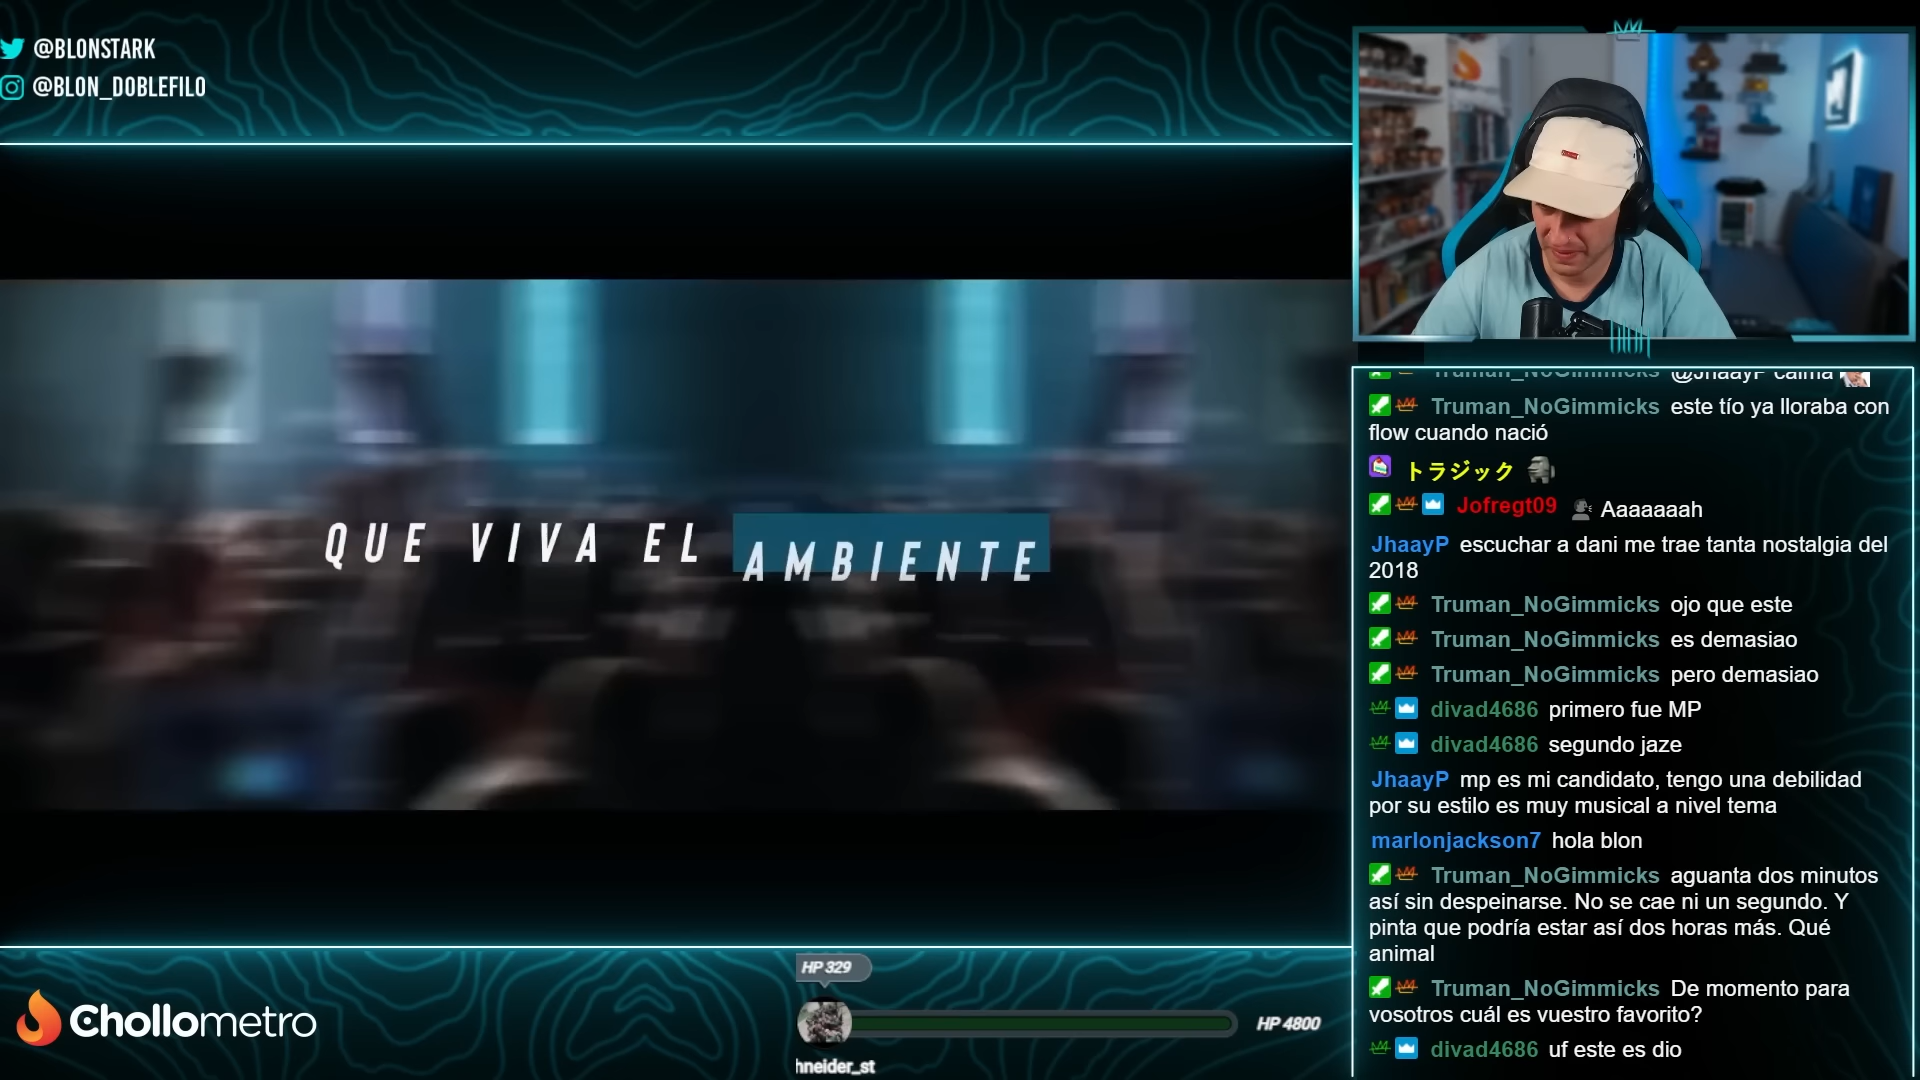 @BLONSTARK
@BLON_DOBLEFILO
QUE VIVA EL AMBIENTE
Truman_NoGimmicks @JhaayP calma
Truman_NoGimmicks este tío ya lloraba con
flow cuando nació
トラジック
Jofregt09 Aaaaaaah
JhaayP escuchar a dani me trae tanta nostalgia del
2018
Truman_NoGimmicks ojo que este
Truman_NoGimmicks es demasiao
Truman_NoGimmicks pero demasiao
divad4686 primero fue MP
divad4686 segundo jaze
JhaayP mp es mi candidato, tengo una debilidad
por su estilo es muy musical a nivel tema
marlonjackson7 hola blon
Truman_NoGimmicks aguanta dos minutos
así sin despeinarse. No se cae ni un segundo. Y
pinta que podría estar así dos horas más. Qué
animal
Truman_NoGimmicks De momento para
vosotros cuál es vuestro favorito?
divad4686 uf este es dio
HP 329
Chollometro
HP 4800
hneider_st